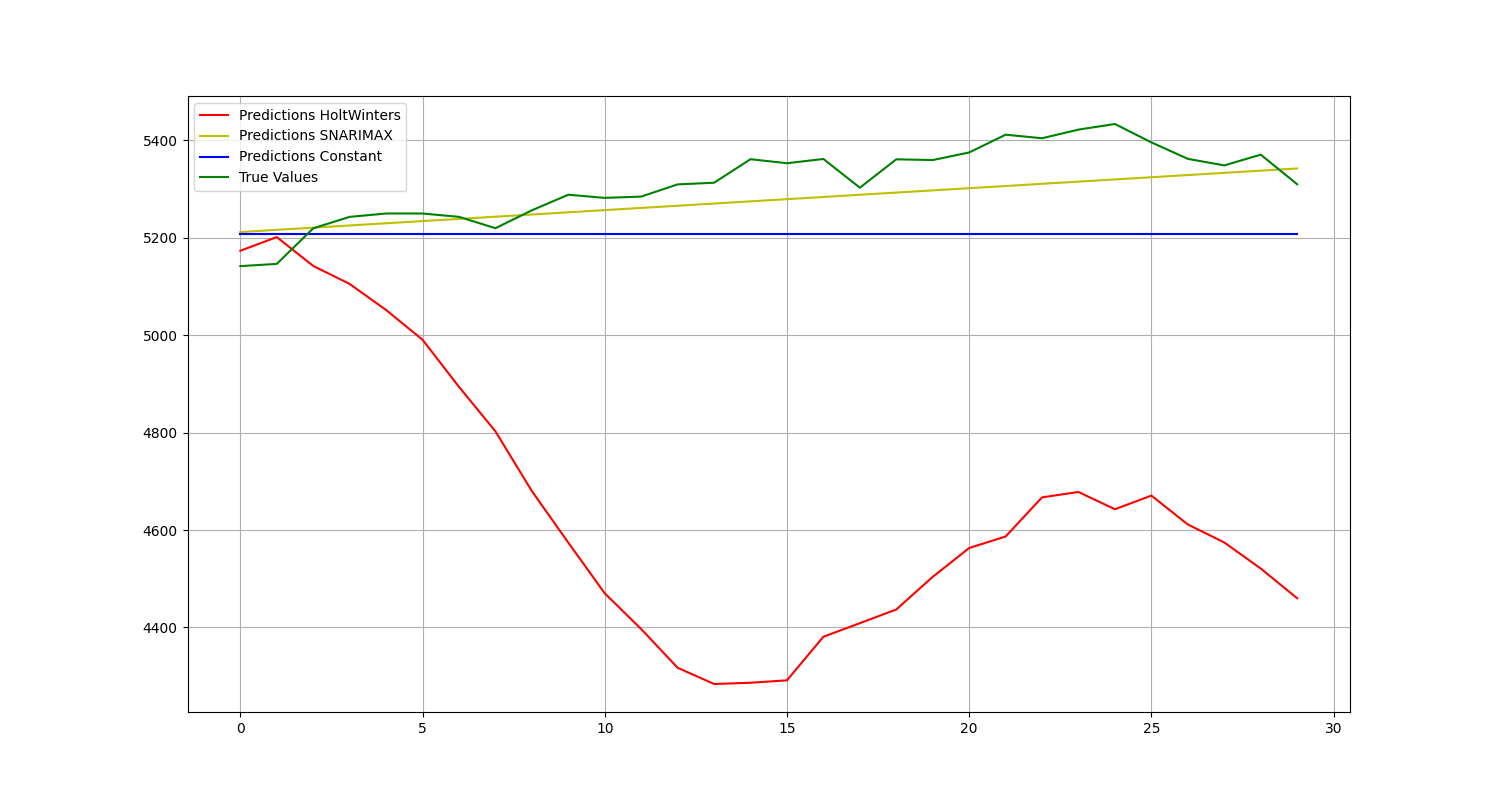 Predictions HoltWinters
Predictions SNARIMAX
Predictions Constant
True Values
5400
5200
5000
4800
4600
4400
0 5 10 15 20 25 30